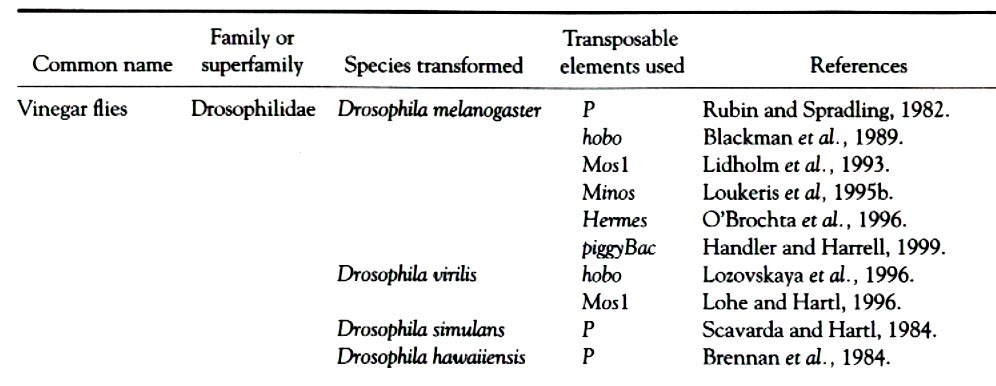 Family or Transposable
Common name superfamily Species transformed elements used References
Vinegar flies Drosophilidae Drosophila melanogaster P Rubin and Spradling, 1982.
hobo Blackman et al., 1989.
Mos1 Lidholm et al., 1993.
Minos Loukeris et al, 1995b.
Hermes O'Brochta et al., 1996.
piggyBac Handler and Harrell, 1999.
Drosophila virilis hobo Lozovskaya et al., 1996.
Mos1 Lohe and Hartl, 1996.
Drosophila simulans P Scavarda and Hartl, 1984.
Drosophila hawaiiensis P Brennan et al., 1984.